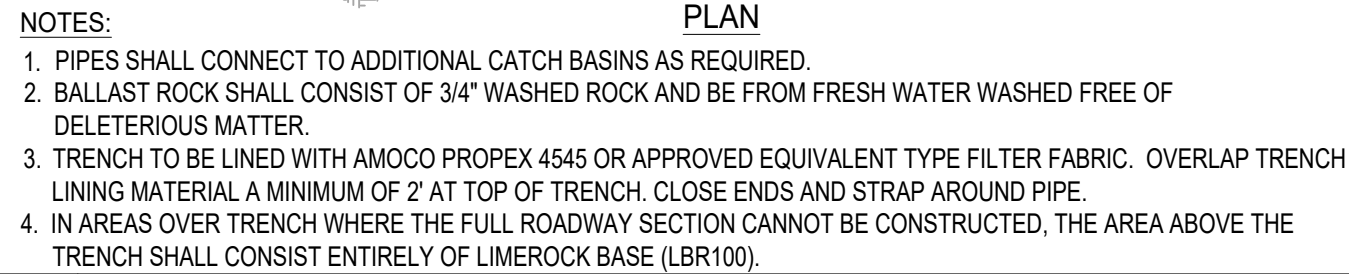 PLAN
NOTES:
1. PIPES SHALL CONNECT TO ADDITIONAL CATCH BASINS AS REQUIRED.
2. BALLAST ROCK SHALL CONSIST OF 3/4" WASHED ROCK AND BE FROM FRESH WATER WASHED FREE OF
DELETERIOUS MATTER.
3. TRENCH TO BE LINED WITH AMOCO PROPEX 4545 OR APPROVED EQUIVALENT TYPE FILTER FABRIC. OVERLAP TRENCH
LINING MATERIAL A MINIMUM OF 2' AT TOP OF TRENCH. CLOSE ENDS AND STRAP AROUND PIPE.
4. IN AREAS OVER TRENCH WHERE THE FULL ROADWAY SECTION CANNOT BE CONSTRUCTED, THE AREA ABOVE THE
TRENCH SHALL CONSIST ENTIRELY OF LIMEROCK BASE (LBR100).